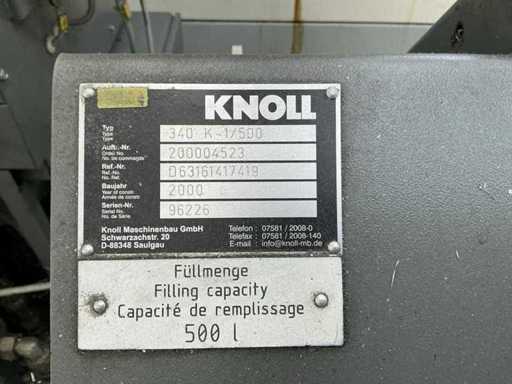 KNOLL
Typ
Type
Type
340 K-1/500
Auftr.-Nr.
Order No.
No. de commande
200004523
Ref.-Nr.
Ref.-No.
No. Ref.
D63161417419
Baujahr
Year of constr.
Année de constr.
2000
Serien-Nr.
Serial No.
No. de Série
96226
Knoll Maschinenbau GmbH
Schwarzachstr. 20
D-88348 Saulgau
Telefon : 07581 / 2008-0
Telefax : 07581 / 2008-140
E-mail : info@knoll-mb.de
Füllmenge
Filling capacity
Capacité de remplissage
500 l